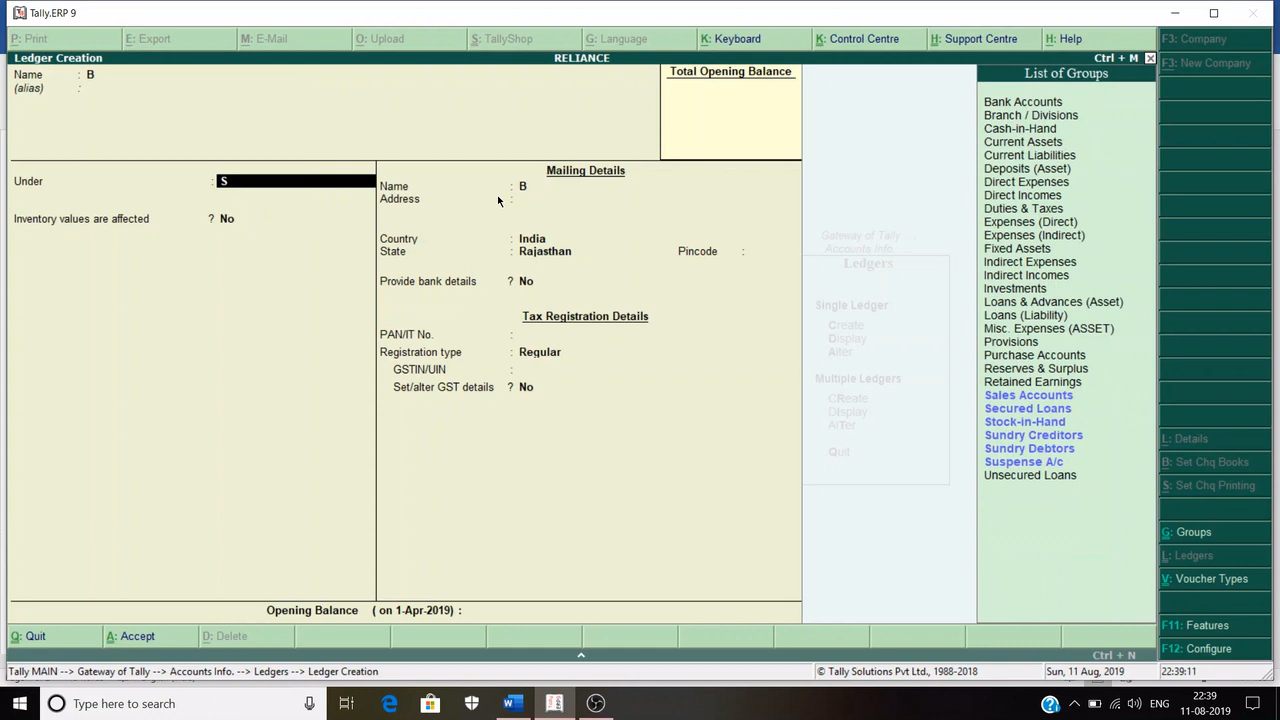 Tally.ERP 9
P: Print E: Export M: E-Mail O: Upload S: TallyShop G: Language K: Keyboard K: Control Centre H: Support Centre H: Help
F3: Company
Ledger Creation RELIANCE Ctrl + M
F3: New Company
Name : B
(alias) :
Total Opening Balance
Under : S
Inventory values are affected ? No
Mailing Details
Name : B
Address :
Country : India
State : Rajasthan Pincode :
Provide bank details ? No
Tax Registration Details
PAN/IT No. :
Registration type : Regular
GSTIN/UIN :
Set/alter GST details ? No
Opening Balance ( on 1-Apr-2019) :
Gateway of Tally ...
Accounts Info. ...
Ledgers
Single Ledger
Create
Display
Alter
Multiple Ledgers
CReate
DIsplay
AlTer
Quit
List of Groups
Bank Accounts
Branch / Divisions
Cash-in-Hand
Current Assets
Current Liabilities
Deposits (Asset)
Direct Expenses
Direct Incomes
Duties & Taxes
Expenses (Direct)
Expenses (Indirect)
Fixed Assets
Indirect Expenses
Indirect Incomes
Investments
Loans & Advances (Asset)
Loans (Liability)
Misc. Expenses (ASSET)
Provisions
Purchase Accounts
Reserves & Surplus
Retained Earnings
Sales Accounts
Secured Loans
Stock-in-Hand
Sundry Creditors
Sundry Debtors
Suspense A/c
Unsecured Loans
L: Details
B: Set Chq Books
S: Set Chq Printing
G: Groups
L: Ledgers
V: Voucher Types
F11: Features
F12: Configure
Q: Quit A: Accept D: Delete
Ctrl + N
Tally MAIN --> Gateway of Tally --> Accounts Info. --> Ledgers --> Ledger Creation © Tally Solutions Pvt Ltd., 1988-2018 Sun, 11 Aug, 2019 22:39:11
Type here to search
ENG
22:39
11-08-2019